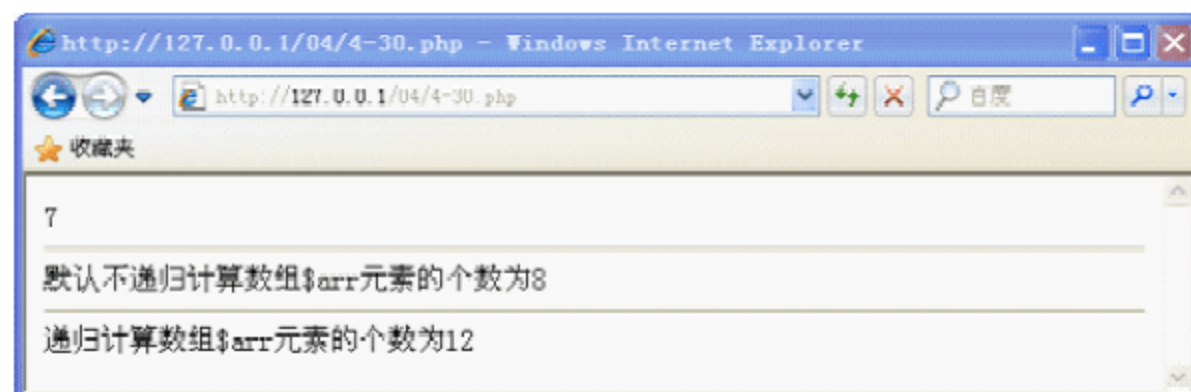 http://127.0.0.1/04/4-30.php - Windows Internet Explorer
http://127.0.0.1/04/4-30.php
百度
收藏夹
7
默认不递归计算数组$arr元素的个数为8
递归计算数组$arr元素的个数为12